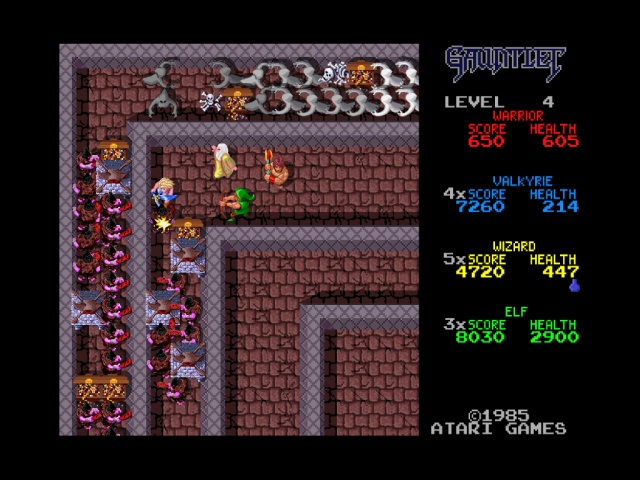 GAUNTLET
LEVEL 4
WARRIOR
SCORE HEALTH
650 605
VALKYRIE
4x SCORE HEALTH
7260 214
WIZARD
5x SCORE HEALTH
4720 447
ELF
3x SCORE HEALTH
8030 2900
©1985
ATARI GAMES